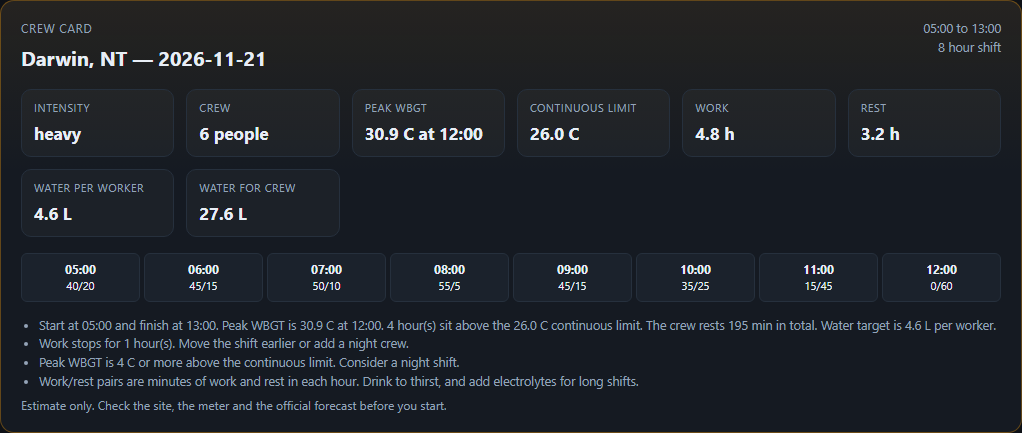 CREW CARD
05:00 to 13:00
Darwin, NT — 2026-11-21
8 hour shift
INTENSITY
heavy
CREW
6 people
PEAK WBGT
30.9 C at 12:00
CONTINUOUS LIMIT
26.0 C
WORK
4.8 h
REST
3.2 h
WATER PER WORKER
4.6 L
WATER FOR CREW
27.6 L
05:00
40/20
06:00
45/15
07:00
50/10
08:00
55/5
09:00
45/15
10:00
35/25
11:00
15/45
12:00
0/60
• Start at 05:00 and finish at 13:00. Peak WBGT is 30.9 C at 12:00. 4 hour(s) sit above the 26.0 C continuous limit. The crew rests 195 min in total. Water target is 4.6 L per worker.
• Work stops for 1 hour(s). Move the shift earlier or add a night crew.
• Peak WBGT is 4 C or more above the continuous limit. Consider a night shift.
• Work/rest pairs are minutes of work and rest in each hour. Drink to thirst, and add electrolytes for long shifts.
Estimate only. Check the site, the meter and the official forecast before you start.